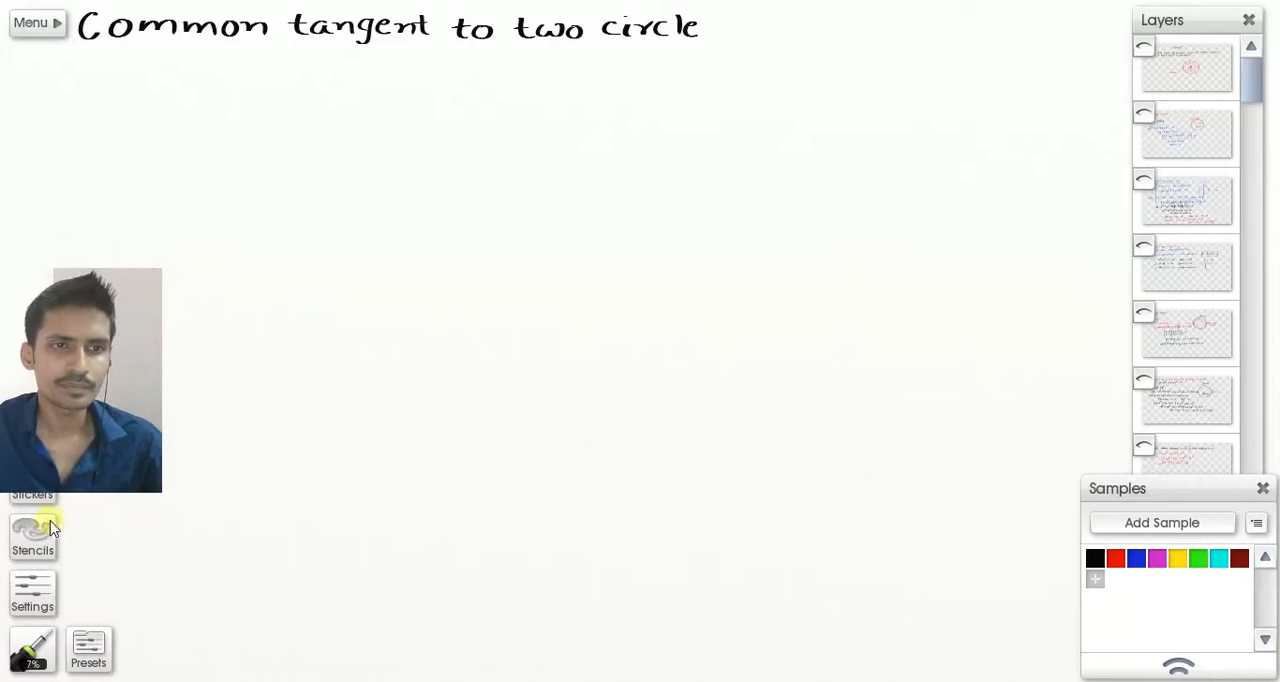 Menu
Common tangent to two circle
Layers
Stickers
Stencils
Settings
7%
Presets
Samples
Add Sample